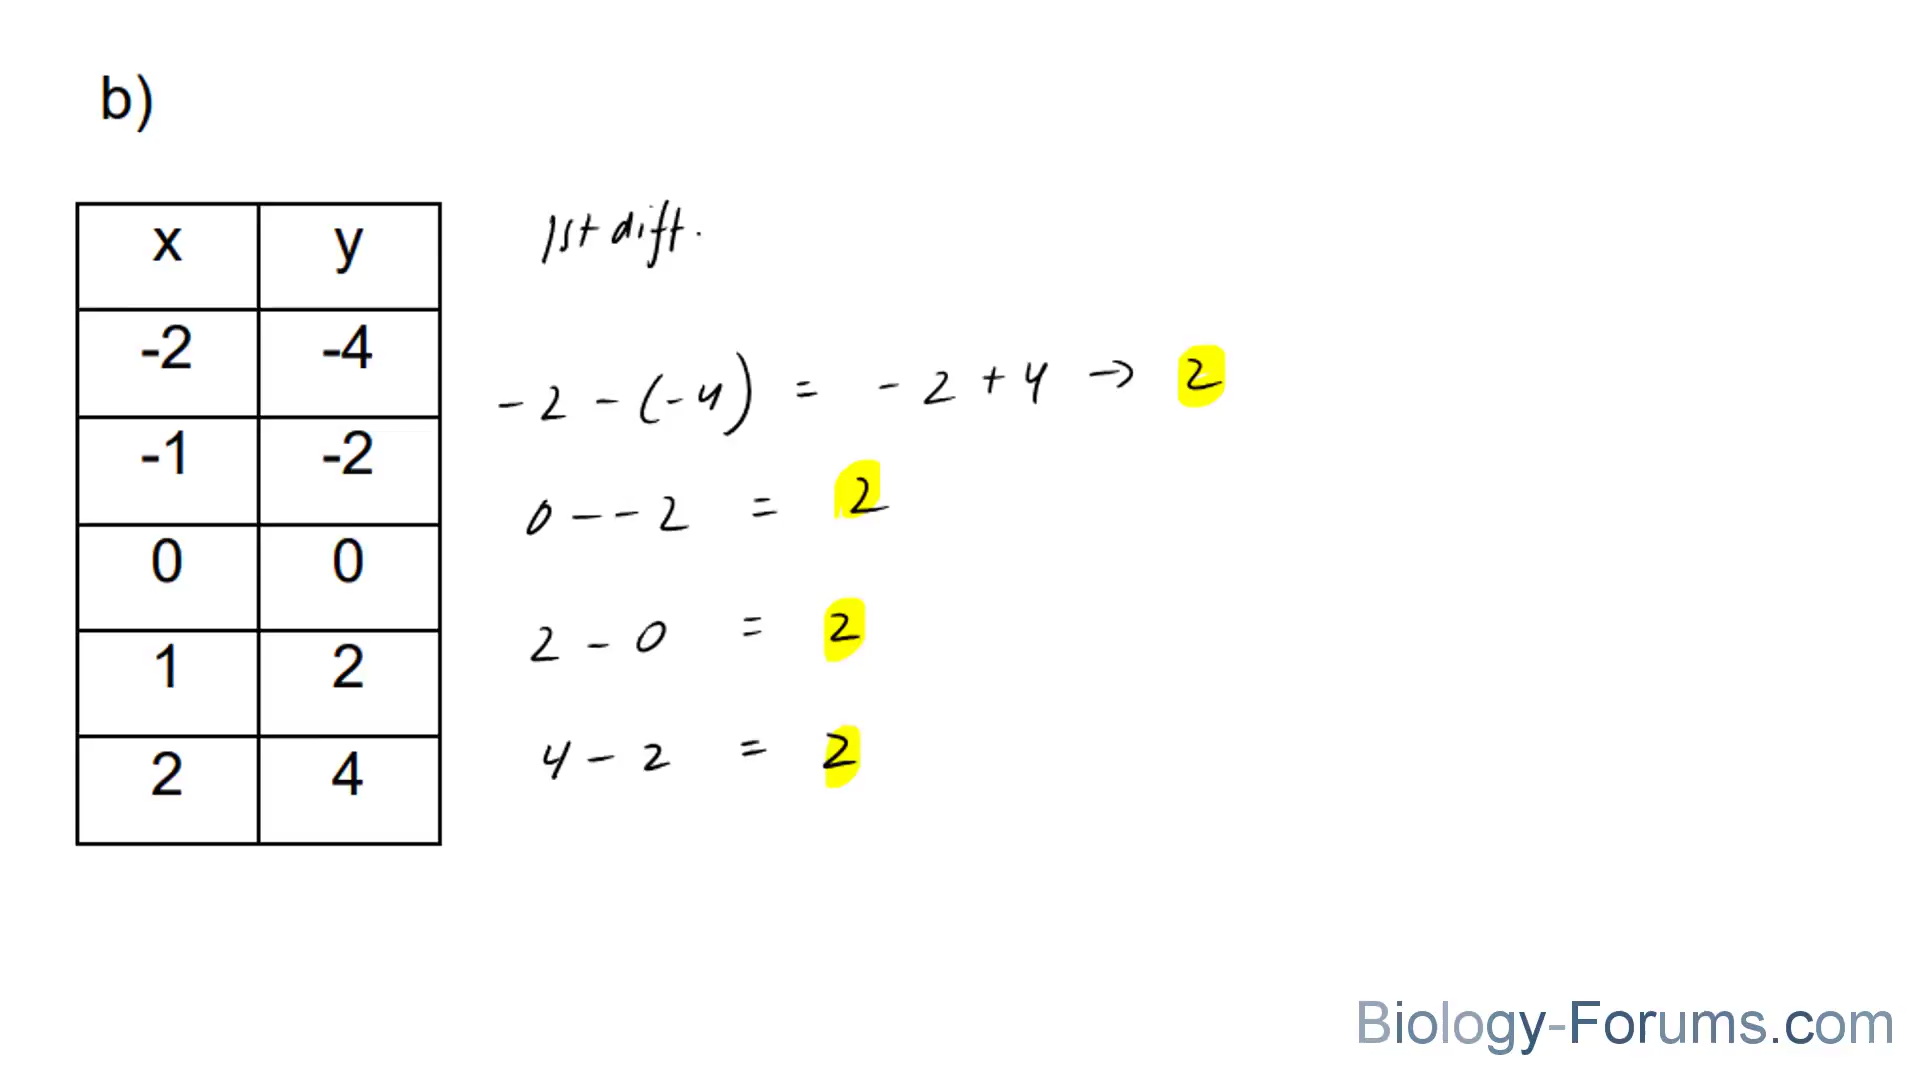 b)
x y 1st diff.
-2 -4
-2 - (-4) = -2 + 4 → 2
-1 -2
0 - -2 = 2
0 0
2 - 0 = 2
1 2
4 - 2 = 2
2 4
Biology-Forums.com